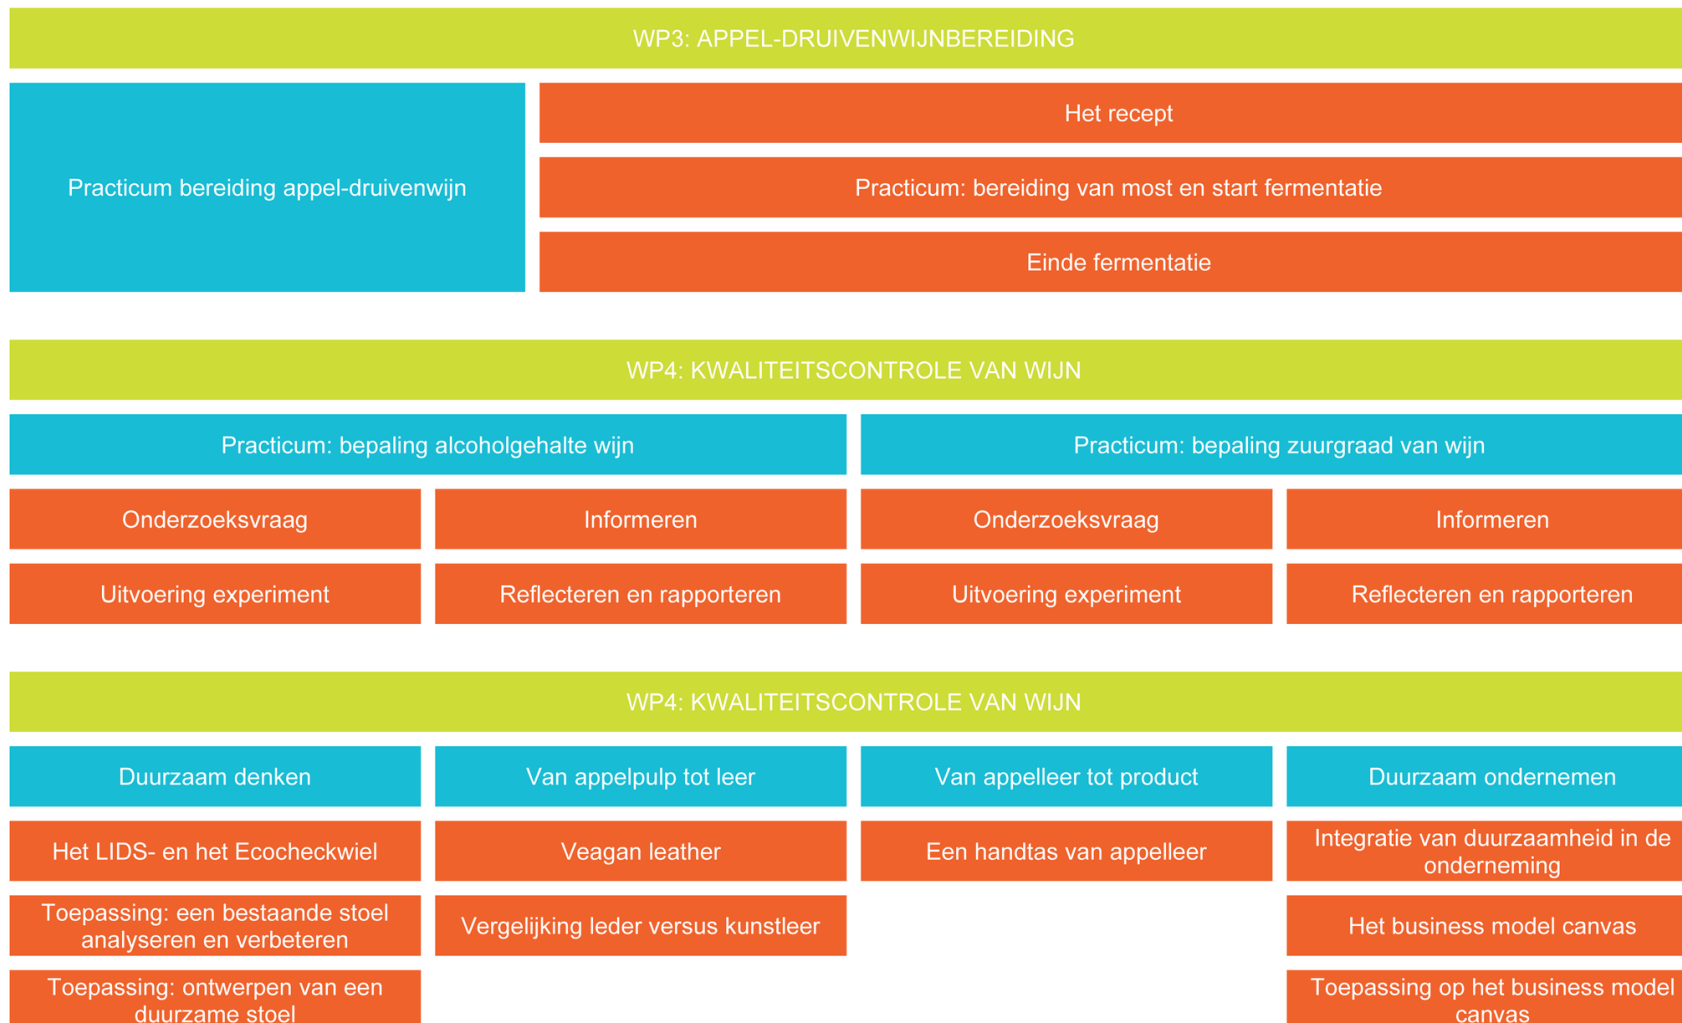 WP3: APPEL-DRUIVENWIJNBEREIDING
Practicum bereiding appel-druivenwijn
Het recept
Practicum: bereiding van most en start fermentatie
Einde fermentatie
WP4: KWALITEITSCONTROLE VAN WIJN
Practicum: bepaling alcoholgehalte wijn
Practicum: bepaling zuurgraad van wijn
Onderzoeksvraag
Informeren
Onderzoeksvraag
Informeren
Uitvoering experiment
Reflecteren en rapporteren
Uitvoering experiment
Reflecteren en rapporteren
WP4: KWALITEITSCONTROLE VAN WIJN
Duurzaam denken
Van appelpulp tot leer
Van appelleer tot product
Duurzaam ondernemen
Het LIDS- en het Ecocheckwiel
Veagan leather
Een handtas van appelleer
Integratie van duurzaamheid in de
onderneming
Toepassing: een bestaande stoel
analyseren en verbeteren
Vergelijking leder versus kunstleer
Het business model canvas
Toepassing: ontwerpen van een
duurzame stoel
Toepassing op het business model
canvas